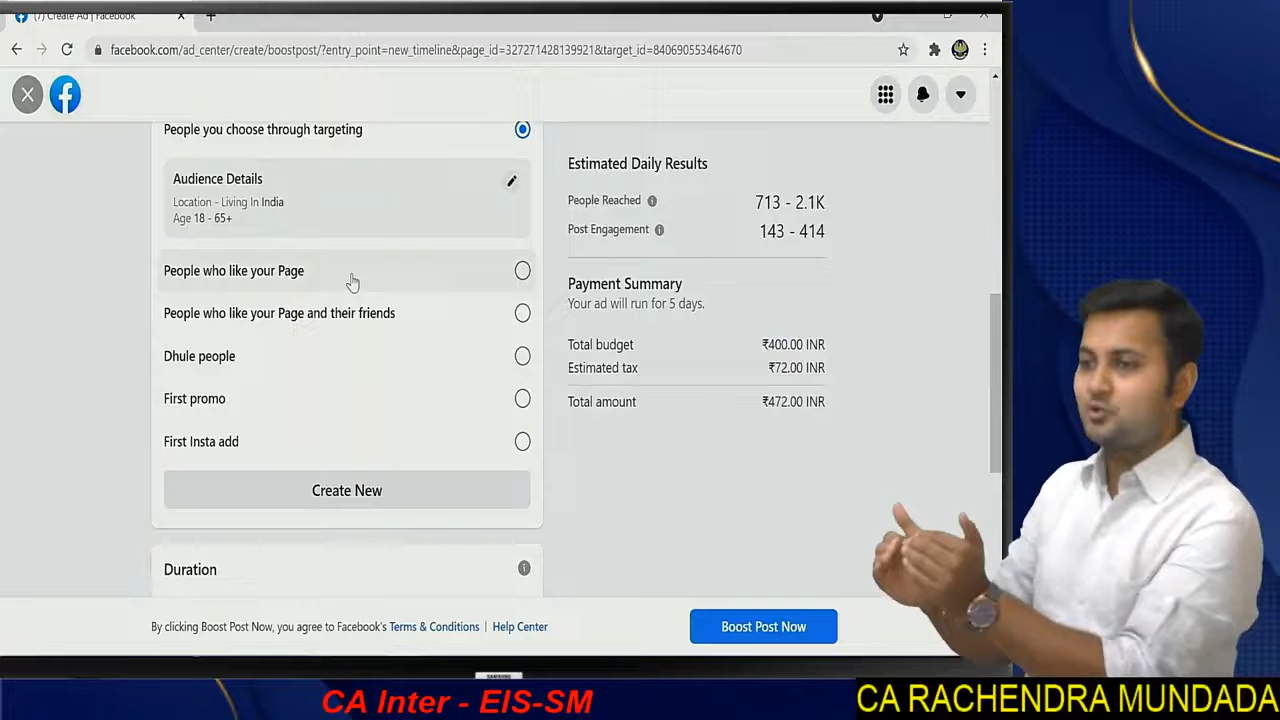 (7) Create Ad | Facebook
facebook.com/ad_center/create/boostpost/?entry_point=new_timeline&page_id=327271428139921&target_id=840690553464670
People you choose through targeting
Audience Details
Location - Living In India
Age 18 - 65+
People who like your Page
People who like your Page and their friends
Dhule people
First promo
First Insta add
Create New
Duration
Estimated Daily Results
People Reached 713 - 2.1K
Post Engagement 143 - 414
Payment Summary
Your ad will run for 5 days.
Total budget ₹400.00 INR
Estimated tax ₹72.00 INR
Total amount ₹472.00 INR
By clicking Boost Post Now, you agree to Facebook's Terms & Conditions | Help Center
Boost Post Now
SAMSUNG
CA Inter - EIS-SM
CA RACHENDRA MUNDADA